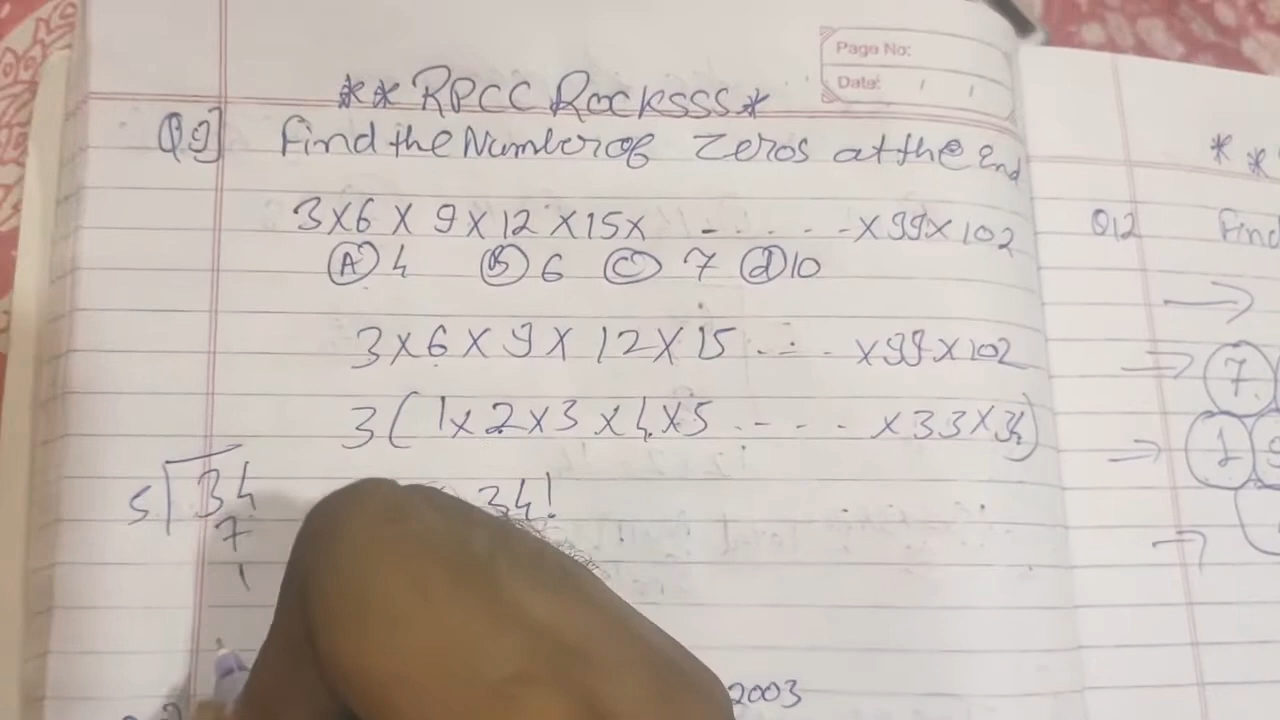 Page No:
Date: / /
** RPCC Rocksss *
Q9] Find the Number of Zeros at the End
3×6×9×12×15× - - - - - ×99×102
(A) 4 (B) 6 (C) 7 (d) 10
3×6×9×12×15 - - - ×99×102
3(1×2×3×4×5 - - - - ×33×34)
5 34 34!
7
1
2003
* *
Q12 Find
→
→ 7
→ 1
→